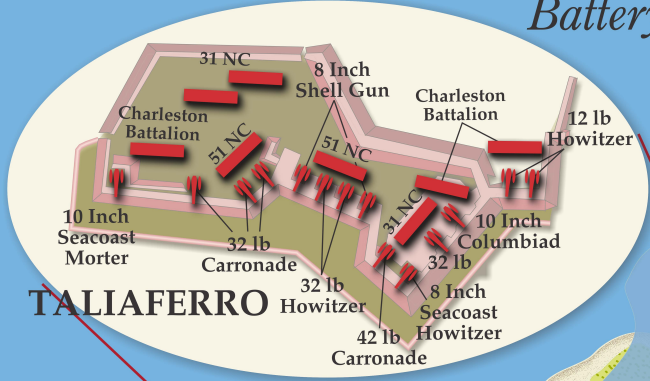 Battery
31 NC
8 Inch
Shell Gun
Charleston
Battalion
12 lb
Howitzer
Charleston
Battalion
51 NC
51 NC
31 NC
10 Inch
Seacoast
Morter
32 lb
Carronade
10 Inch
Columbiad
32 lb
32 lb
Howitzer
8 Inch
Seacoast
Howitzer
42 lb
Carronade
TALIAFERRO